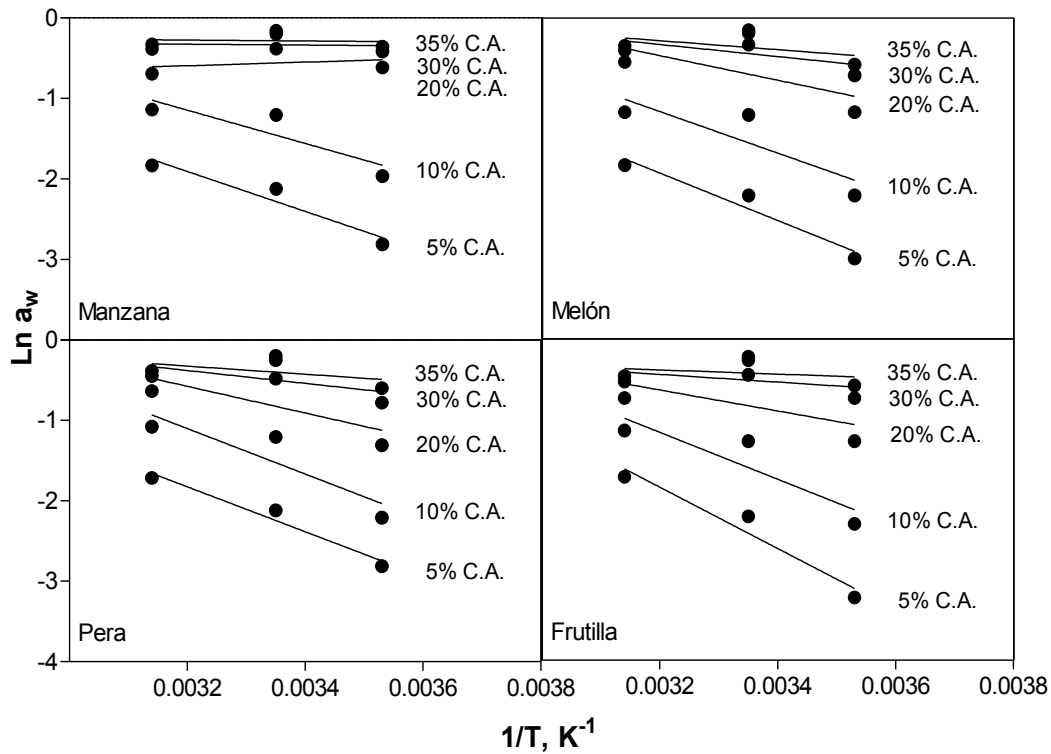 0
-1
-2
-3
Ln a_w
35% C.A.
30% C.A.
20% C.A.
10% C.A.
5% C.A.
Manzana
35% C.A.
30% C.A.
20% C.A.
10% C.A.
5% C.A.
Melón
0
-1
-2
-3
-4
35% C.A.
30% C.A.
20% C.A.
10% C.A.
5% C.A.
Pera
35% C.A.
30% C.A.
20% C.A.
10% C.A.
5% C.A.
Frutilla
0.0032 0.0034 0.0036 0.0038 0.0032 0.0034 0.0036 0.0038
1/T, K⁻¹